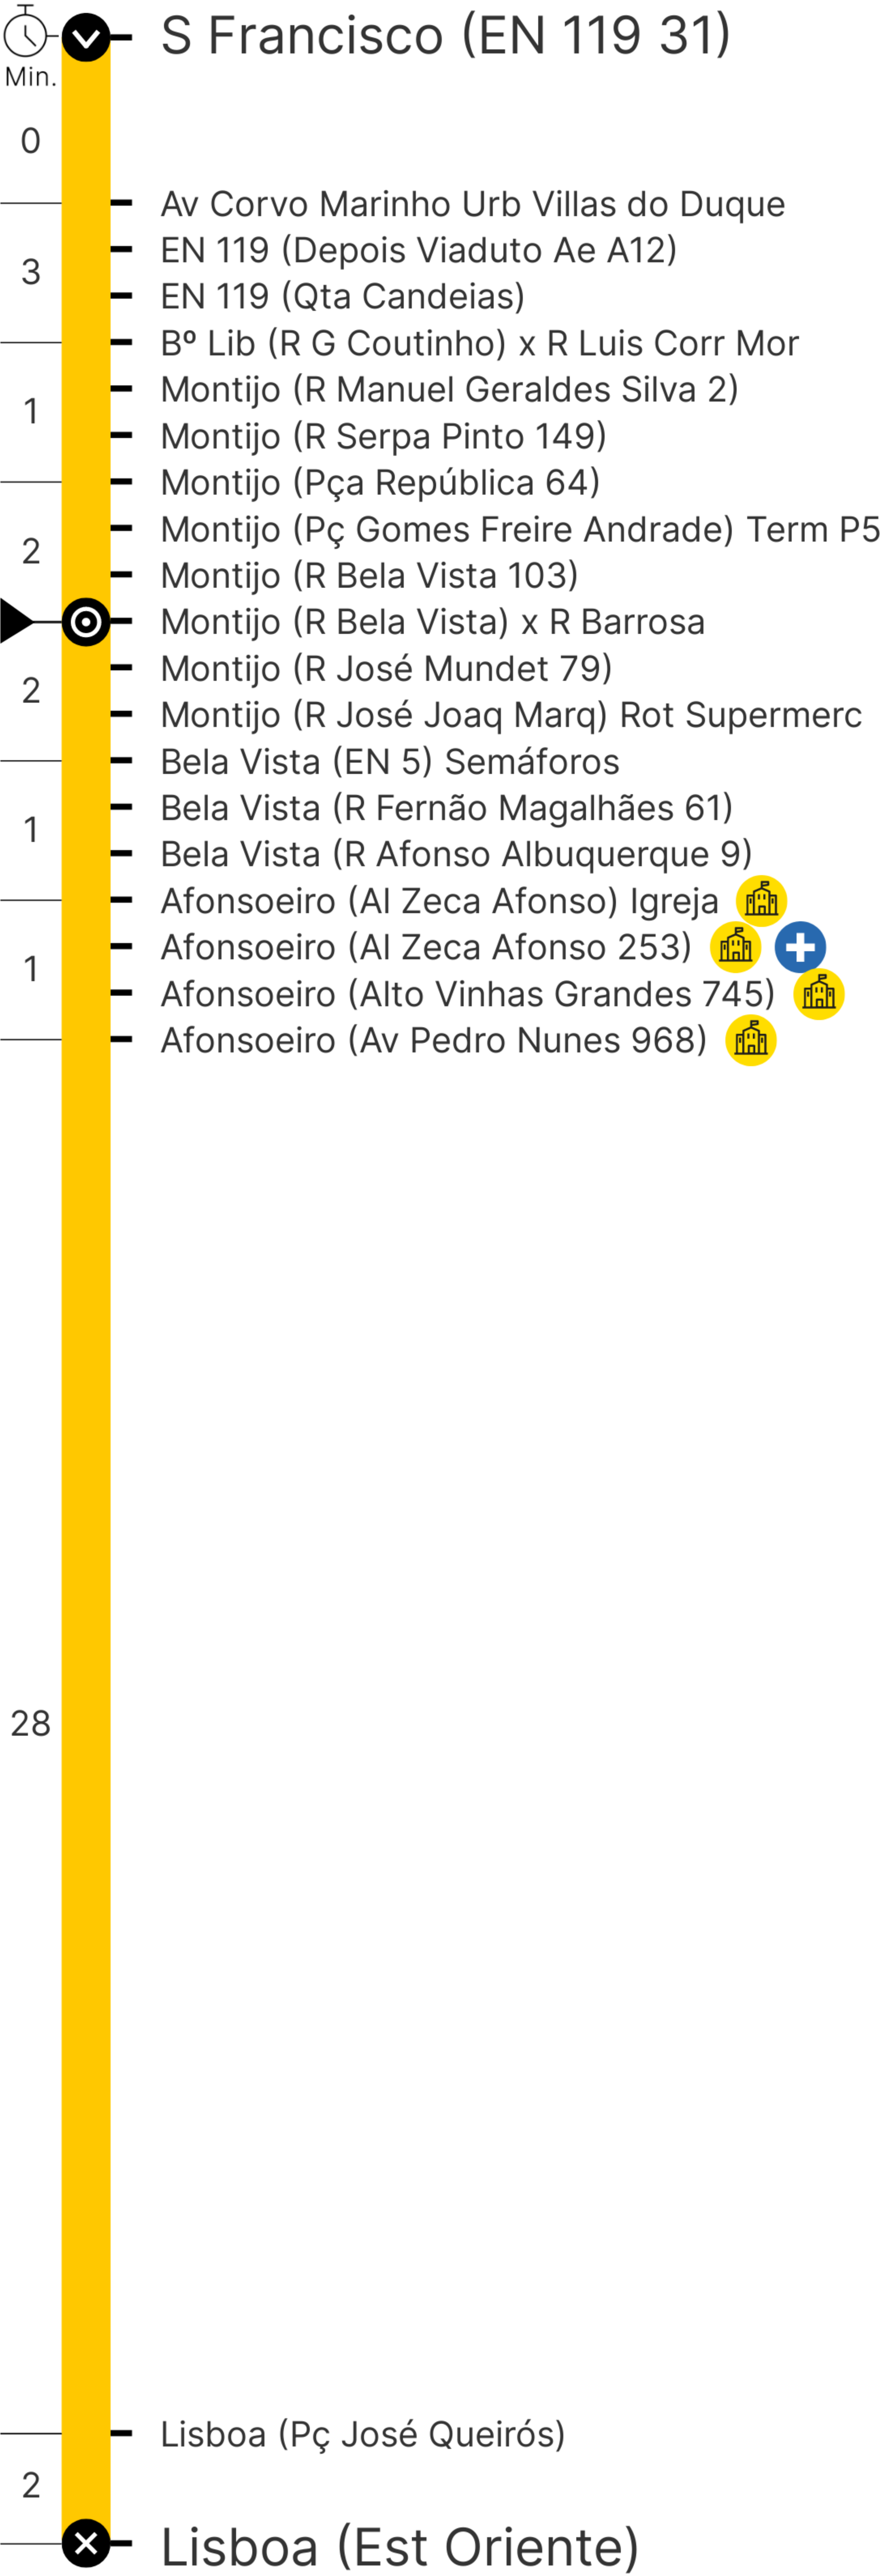 S Francisco (EN 119 31)
Min.
0
Av Corvo Marinho Urb Villas do Duque
EN 119 (Depois Viaduto Ae A12)
3
EN 119 (Qta Candeias)
Bº Lib (R G Coutinho) x R Luis Corr Mor
Montijo (R Manuel Geraldes Silva 2)
1
Montijo (R Serpa Pinto 149)
Montijo (Pça República 64)
Montijo (Pç Gomes Freire Andrade) Term P5
2
Montijo (R Bela Vista 103)
Montijo (R Bela Vista) x R Barrosa
Montijo (R José Mundet 79)
2
Montijo (R José Joaq Marq) Rot Supermerc
Bela Vista (EN 5) Semáforos
Bela Vista (R Fernão Magalhães 61)
1
Bela Vista (R Afonso Albuquerque 9)
Afonsoeiro (Al Zeca Afonso) Igreja
Afonsoeiro (Al Zeca Afonso 253)
1
Afonsoeiro (Alto Vinhas Grandes 745)
Afonsoeiro (Av Pedro Nunes 968)
28
Lisboa (Pç José Queirós)
2
Lisboa (Est Oriente)